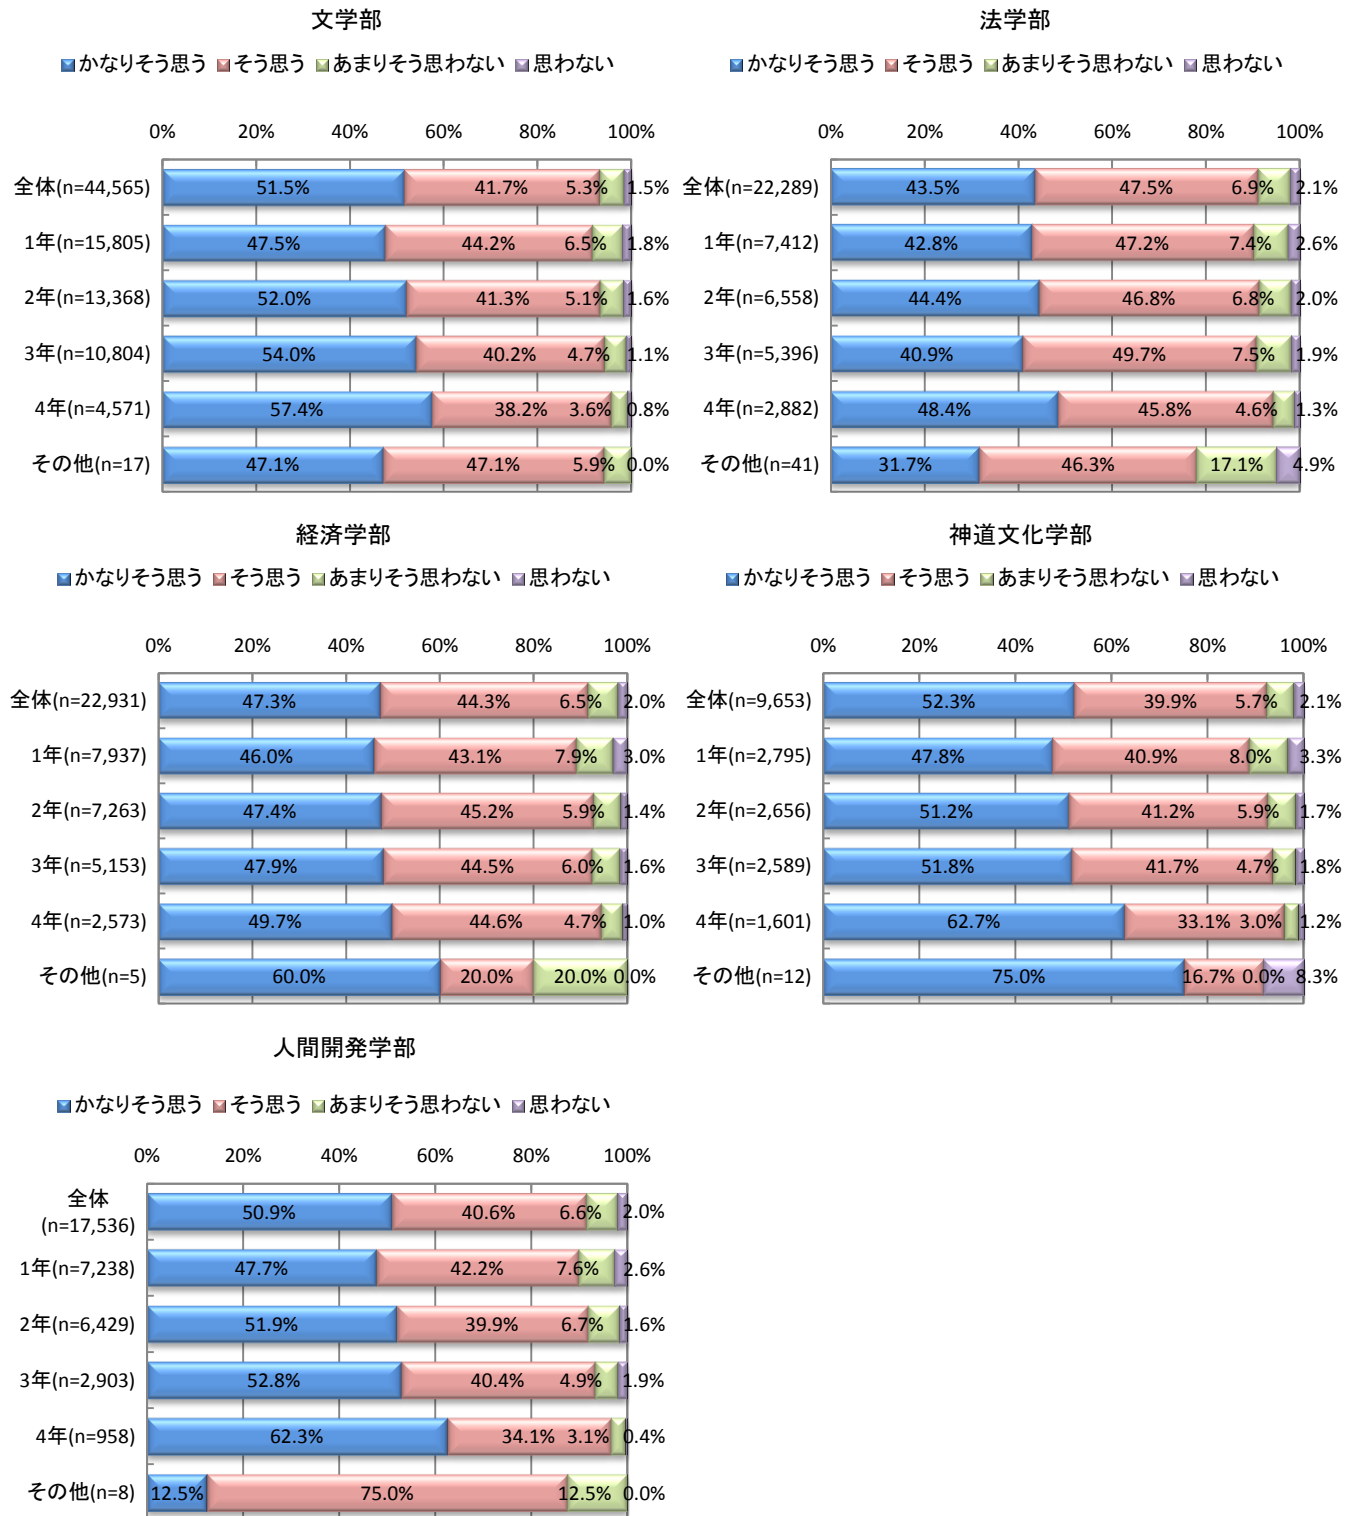 文学部
かなりそう思う そう思う あまりそう思わない 思わない
0% 20% 40% 60% 80% 100%
全体(n=44,565) 51.5% 41.7% 5.3% 1.5%
1年(n=15,805) 47.5% 44.2% 6.5% 1.8%
2年(n=13,368) 52.0% 41.3% 5.1% 1.6%
3年(n=10,804) 54.0% 40.2% 4.7% 1.1%
4年(n=4,571) 57.4% 38.2% 3.6% 0.8%
その他(n=17) 47.1% 47.1% 5.9% 0.0%
法学部
かなりそう思う そう思う あまりそう思わない 思わない
0% 20% 40% 60% 80% 100%
全体(n=22,289) 43.5% 47.5% 6.9% 2.1%
1年(n=7,412) 42.8% 47.2% 7.4% 2.6%
2年(n=6,558) 44.4% 46.8% 6.8% 2.0%
3年(n=5,396) 40.9% 49.7% 7.5% 1.9%
4年(n=2,882) 48.4% 45.8% 4.6% 1.3%
その他(n=41) 31.7% 46.3% 17.1% 4.9%
経済学部
かなりそう思う そう思う あまりそう思わない 思わない
0% 20% 40% 60% 80% 100%
全体(n=22,931) 47.3% 44.3% 6.5% 2.0%
1年(n=7,937) 46.0% 43.1% 7.9% 3.0%
2年(n=7,263) 47.4% 45.2% 5.9% 1.4%
3年(n=5,153) 47.9% 44.5% 6.0% 1.6%
4年(n=2,573) 49.7% 44.6% 4.7% 1.0%
その他(n=5) 60.0% 20.0% 20.0% 0.0%
神道文化学部
かなりそう思う そう思う あまりそう思わない 思わない
0% 20% 40% 60% 80% 100%
全体(n=9,653) 52.3% 39.9% 5.7% 2.1%
1年(n=2,795) 47.8% 40.9% 8.0% 3.3%
2年(n=2,656) 51.2% 41.2% 5.9% 1.7%
3年(n=2,589) 51.8% 41.7% 4.7% 1.8%
4年(n=1,601) 62.7% 33.1% 3.0% 1.2%
その他(n=12) 75.0% 16.7% 0.0% 8.3%
人間開発学部
かなりそう思う そう思う あまりそう思わない 思わない
0% 20% 40% 60% 80% 100%
全体
(n=17,536) 50.9% 40.6% 6.6% 2.0%
1年(n=7,238) 47.7% 42.2% 7.6% 2.6%
2年(n=6,429) 51.9% 39.9% 6.7% 1.6%
3年(n=2,903) 52.8% 40.4% 4.9% 1.9%
4年(n=958) 62.3% 34.1% 3.1% 0.4%
その他(n=8) 12.5% 75.0% 12.5% 0.0%